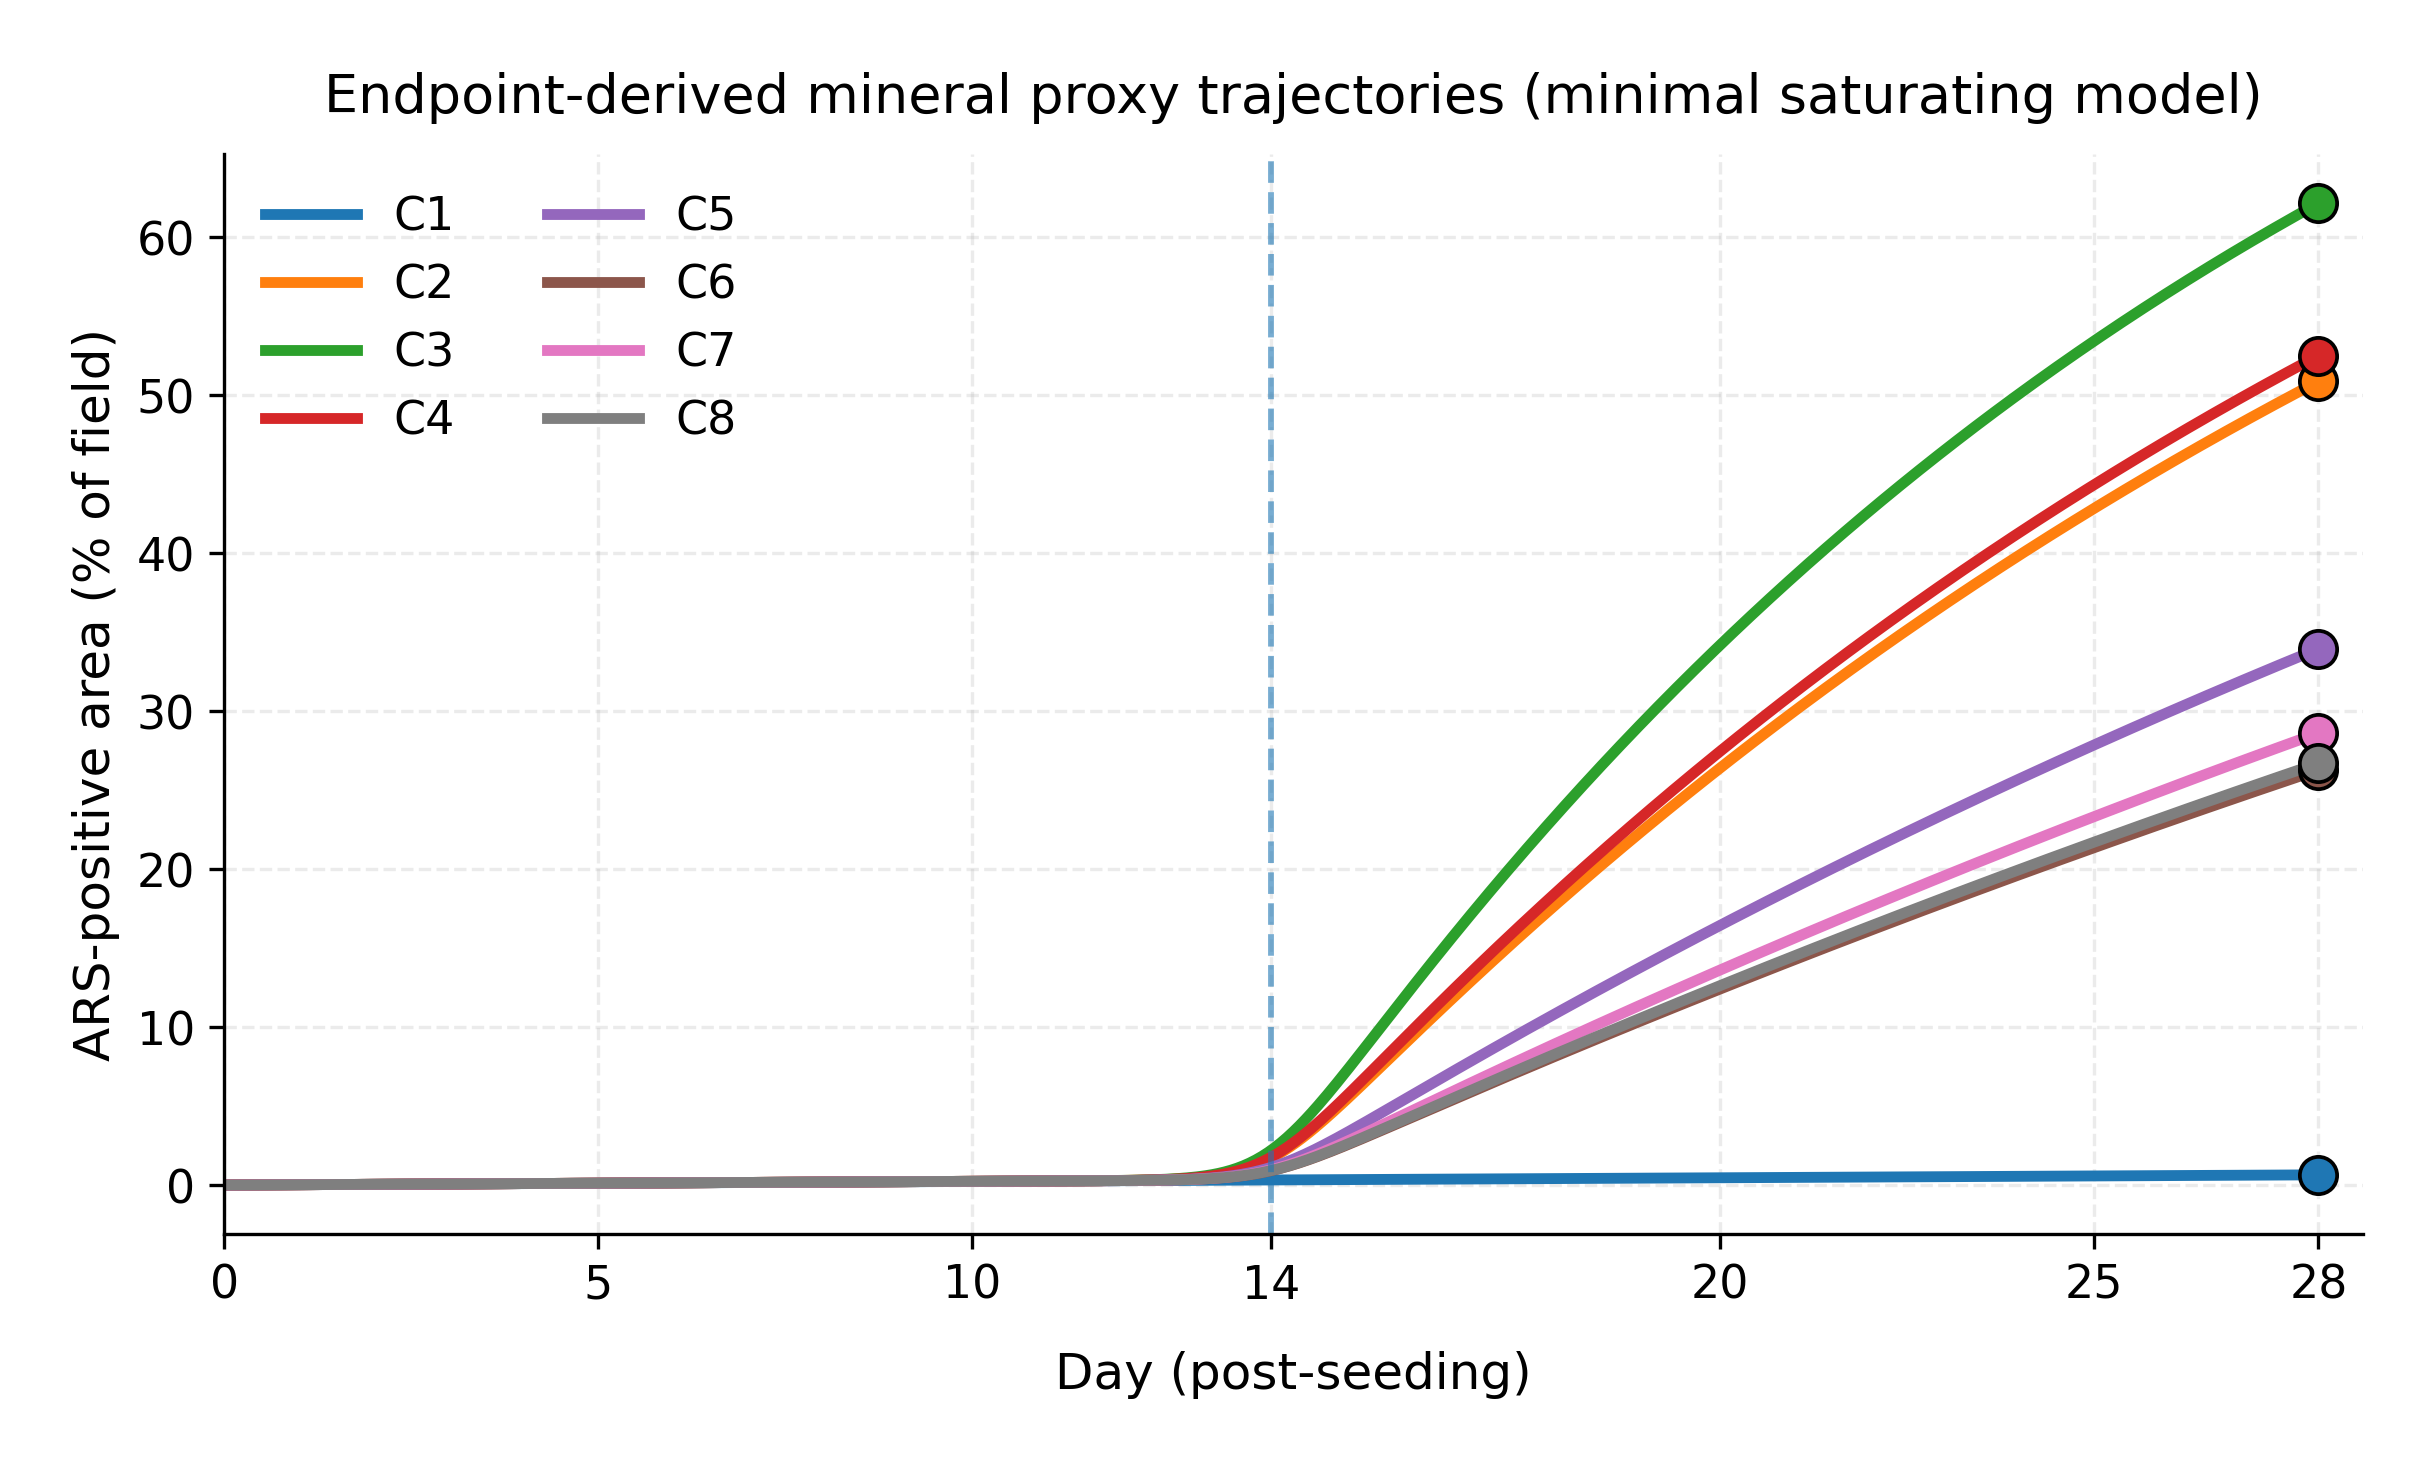 Endpoint-derived mineral proxy trajectories (minimal saturating model)
ARS-positive area (% of field)
60
50
40
30
20
10
0
C1
C2
C3
C4
C5
C6
C7
C8
0 5 10 14 20 25 28
Day (post-seeding)